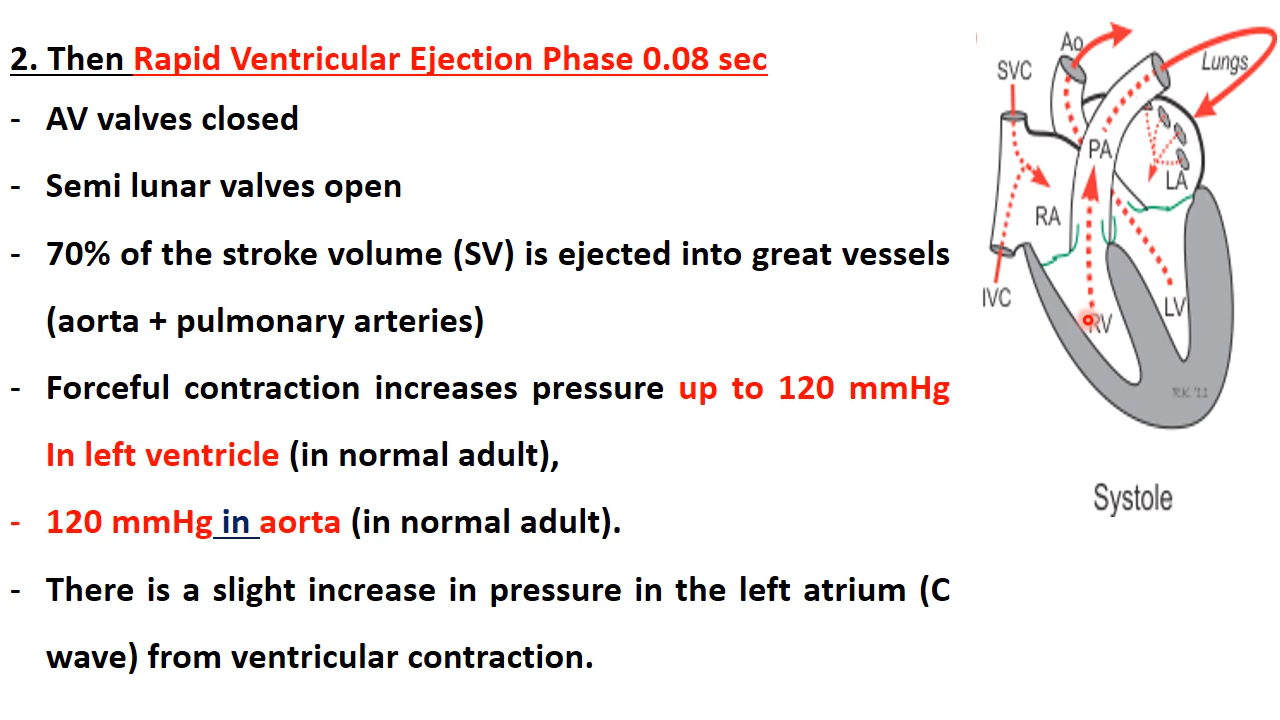 2. Then Rapid Ventricular Ejection Phase 0.08 sec
- AV valves closed
- Semi lunar valves open
- 70% of the stroke volume (SV) is ejected into great vessels
(aorta + pulmonary arteries)
- Forceful contraction increases pressure up to 120 mmHg
In left ventricle (in normal adult),
- 120 mmHg in aorta (in normal adult).
- There is a slight increase in pressure in the left atrium (C
wave) from ventricular contraction.
Ao
Lungs
SVC
PA
LA
RA
IVC
LV
RV
Systole